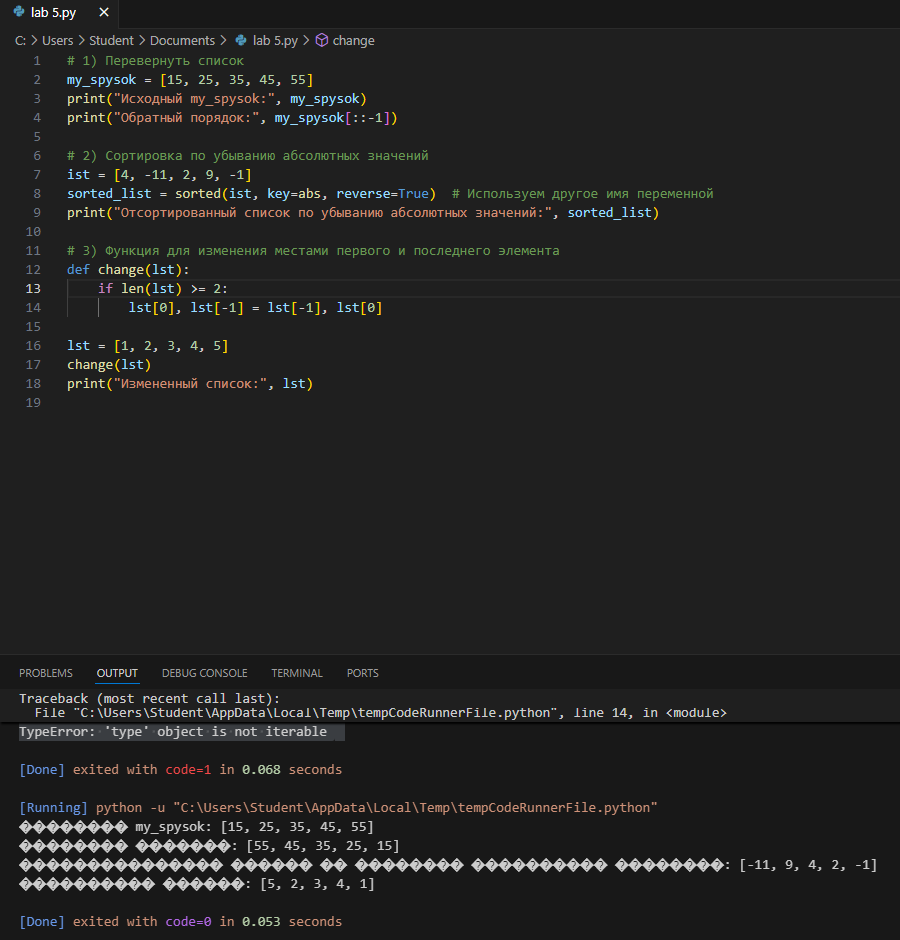 lab 5.py
C: > Users > Student > Documents > lab 5.py > change
1 # 1) Перевернуть список
2 my_spysok = [15, 25, 35, 45, 55]
3 print("Исходный my_spysok:", my_spysok)
4 print("Обратный порядок:", my_spysok[::-1])
5
6 # 2) Сортировка по убыванию абсолютных значений
7 ist = [4, -11, 2, 9, -1]
8 sorted_list = sorted(ist, key=abs, reverse=True)  # Используем другое имя переменной
9 print("Отсортированный список по убыванию абсолютных значений:", sorted_list)
10
11 # 3) Функция для изменения местами первого и последнего элемента
12 def change(lst):
13     if len(lst) >= 2:
14         lst[0], lst[-1] = lst[-1], lst[0]
15
16 lst = [1, 2, 3, 4, 5]
17 change(lst)
18 print("Измененный список:", lst)
19
PROBLEMS OUTPUT DEBUG CONSOLE TERMINAL PORTS
Traceback (most recent call last):
  File "C:\Users\Student\AppData\Local\Temp\tempCodeRunnerFile.python", line 14, in <module>
TypeError: 'type' object is not iterable
[Done] exited with code=1 in 0.068 seconds
[Running] python -u "C:\Users\Student\AppData\Local\Temp\tempCodeRunnerFile.python"
�������� my_spysok: [15, 25, 35, 45, 55]
�������� �������: [55, 45, 35, 25, 15]
��������������� ������ �� �������� ���������� ��������: [-11, 9, 4, 2, -1]
���������� ������: [5, 2, 3, 4, 1]
[Done] exited with code=0 in 0.053 seconds